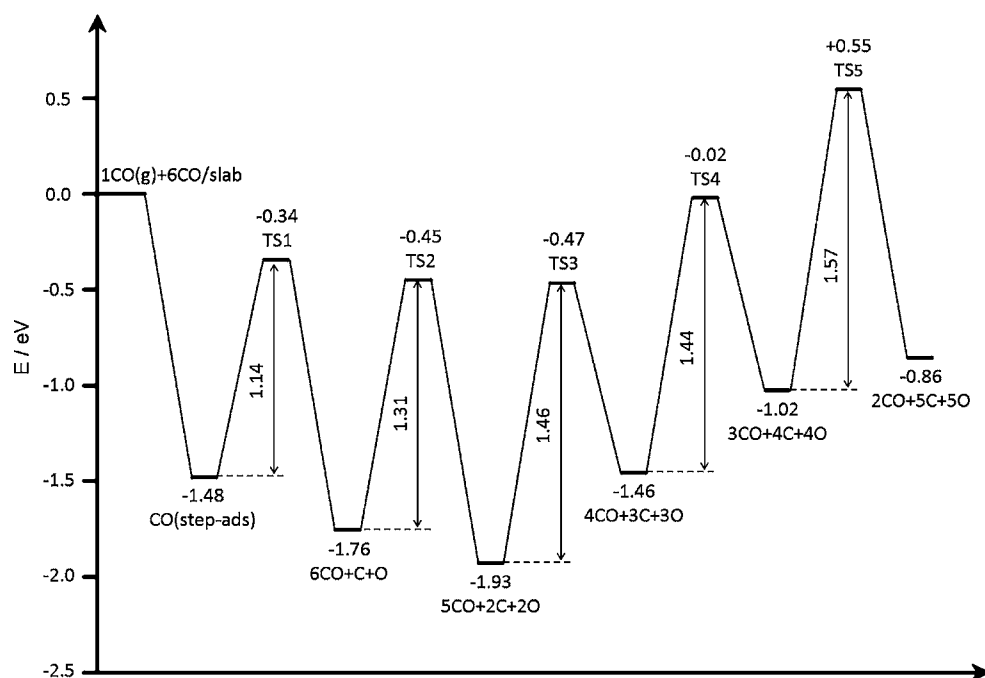 +0.55
TS5
0.5
-0.02
TS4
1CO(g)+6CO/slab
0.0
-0.34
TS1
-0.45
TS2
-0.47
TS3
1.57
-0.5
E / eV
1.44
1.14
1.31
1.46
-0.86
2CO+5C+5O
-1.0
-1.02
3CO+4C+4O
-1.5
-1.48
CO(step-ads)
-1.46
4CO+3C+3O
-1.76
6CO+C+O
-1.93
5CO+2C+2O
-2.0
-2.5